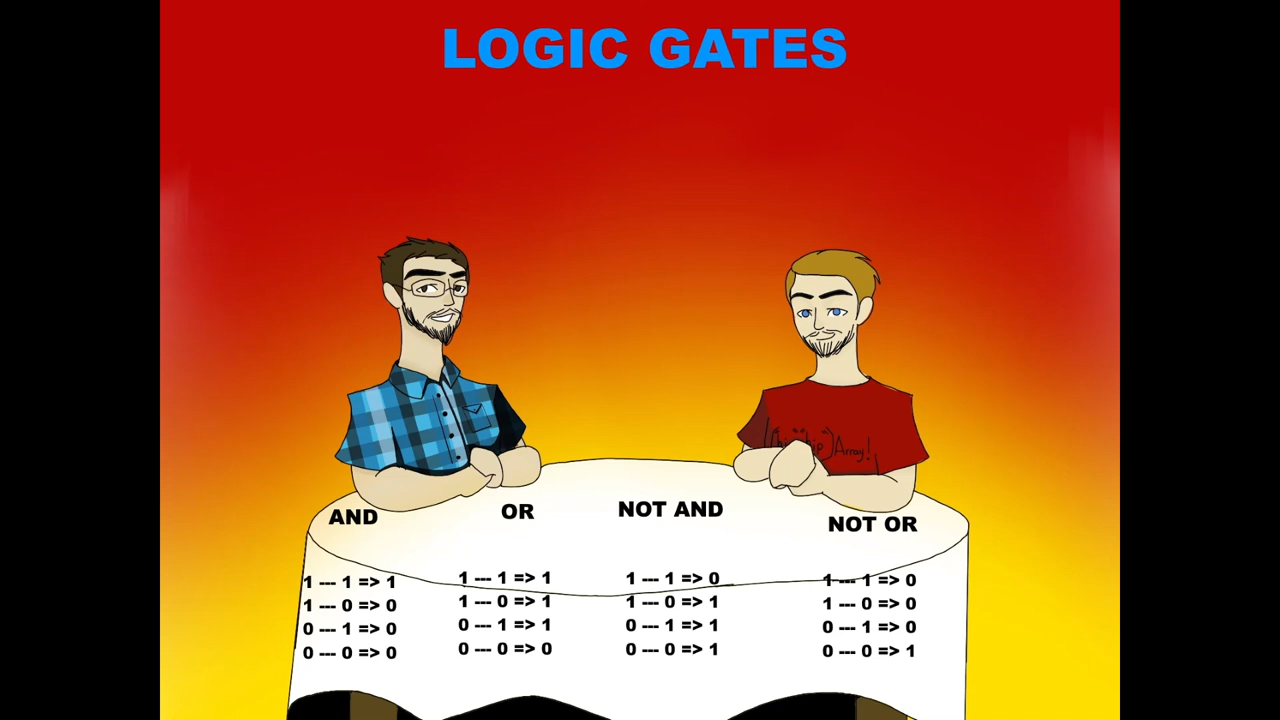 LOGIC GATES
Array!
AND
1 --- 1 => 1
1 --- 0 => 0
0 --- 1 => 0
0 --- 0 => 0
OR
1 --- 1 => 1
1 --- 0 => 1
0 --- 1 => 1
0 --- 0 => 0
NOT AND
1 --- 1 => 0
1 --- 0 => 1
0 --- 1 => 1
0 --- 0 => 1
NOT OR
1 --- 1 => 0
1 --- 0 => 0
0 --- 1 => 0
0 --- 0 => 1